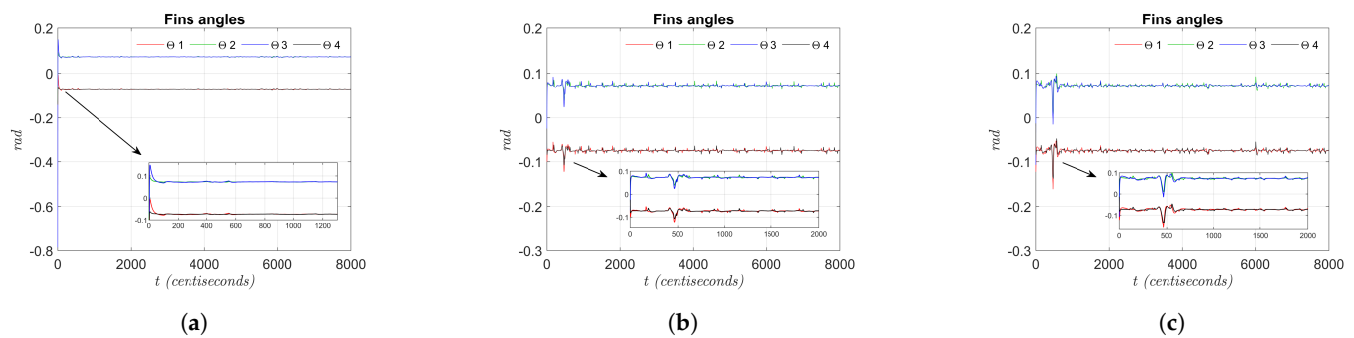 Fins angles
0.2
Θ 1 Θ 2 Θ 3 Θ 4
0
-0.2
-0.4
-0.6
-0.8
rad
0.1
0
-0.1
0 200 400 600 800 1000 1200
0 2000 4000 6000 8000
t (centiseconds)
(a)
Fins angles
0.2
Θ 1 Θ 2 Θ 3 Θ 4
0.1
0
-0.1
-0.2
-0.3
rad
0.1
0
-0.1
0 500 1000 1500 2000
0 2000 4000 6000 8000
t (centiseconds)
(b)
Fins angles
0.2
Θ 1 Θ 2 Θ 3 Θ 4
0.1
0
-0.1
-0.2
-0.3
rad
0.1
0
-0.1
0 500 1000 1500 2000
0 2000 4000 6000 8000
t (centiseconds)
(c)